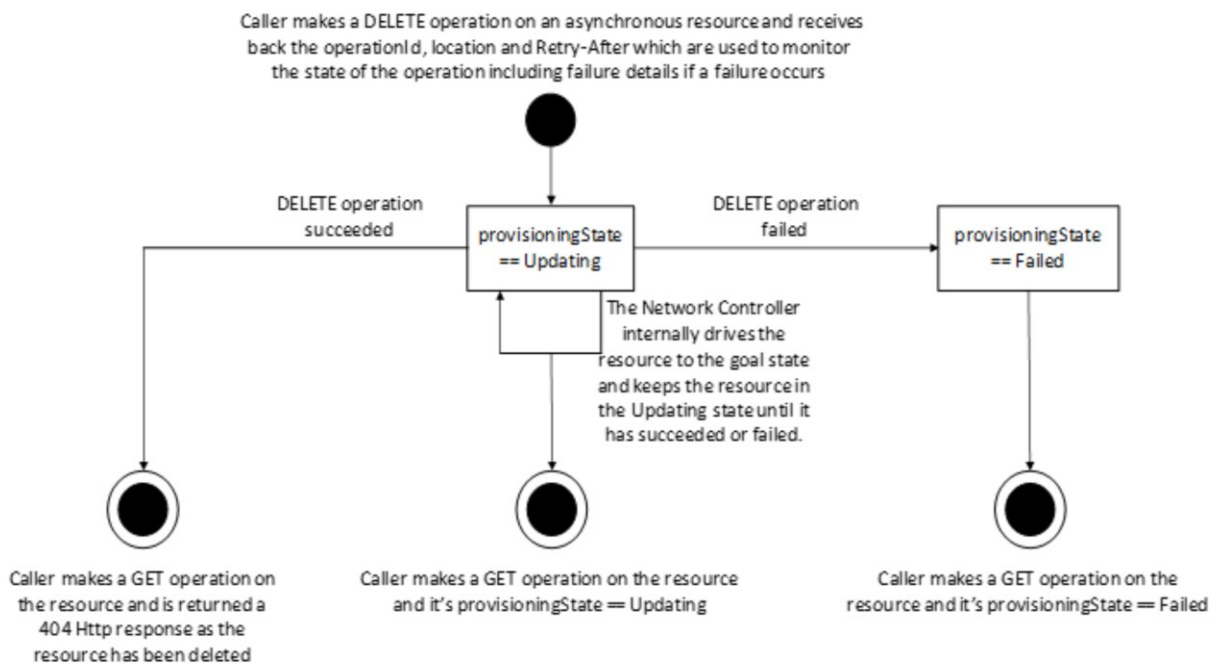 Caller makes a DELETE operation on an asynchronous resource and receives
back the operationId, location and Retry-After which are used to monitor
the state of the operation including failure details if a failure occurs
DELETE operation
succeeded
provisioningState
== Updating
DELETE operation
failed
provisioningState
== Failed
The Network Controller
internally drives the
resource to the goal state
and keeps the resource in
the Updating state until it
has succeeded or failed.
Caller makes a GET operation on
the resource and is returned a
404 Http response as the
resource has been deleted
Caller makes a GET operation on the resource
and it's provisioningState == Updating
Caller makes a GET operation on the
resource and it's provisioningState == Failed